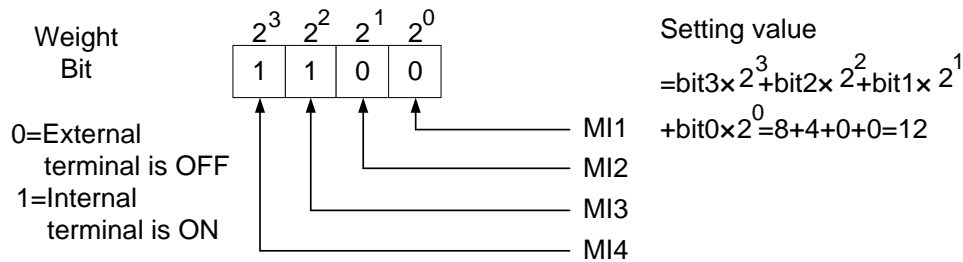 Weight 2^3 2^2 2^1 2^0
Bit 1 1 0 0
0=External
terminal is OFF
1=Internal
terminal is ON
MI1
MI2
MI3
MI4
Setting value
=bit3×2^3+bit2×2^2+bit1×2^1
+bit0×2^0=8+4+0+0=12